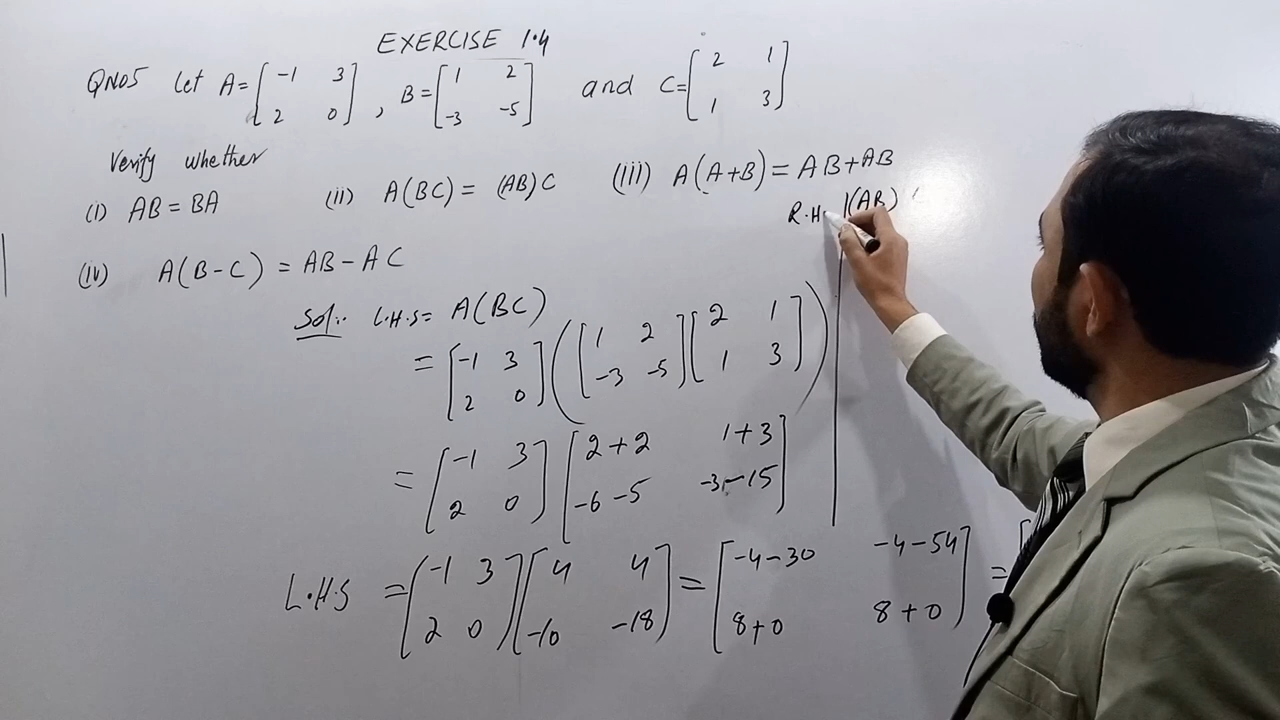 EXERCISE 1.4
QN05 Let A=[-1 3
2 0], B=[1 2
-3 -5] and C=[2 1
1 3]
Verify whether
(i) AB=BA (ii) A(BC)=(AB)C (iii) A(A+B)=AB+AB
R.H (AB)
(iv) A(B-C)=AB-AC
Sol:. L.H.S= A(BC)
=[-1 3
2 0]([1 2
-3 -5][2 1
1 3])
=[-1 3
2 0][2+2 1+3
-6-5 -3-15]
L.H.S =[-1 3
2 0][4 4
-10 -18]=[-4-30 -4-54
8+0 8+0]=[